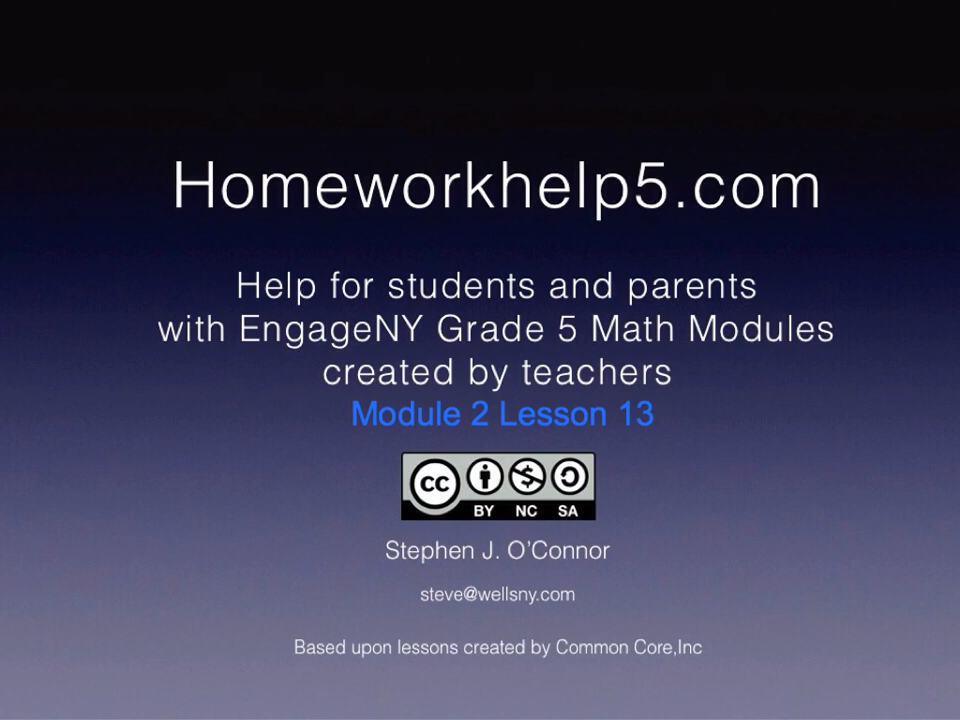 Homeworkhelp5.com
Help for students and parents
with EngageNY Grade 5 Math Modules
created by teachers
Module 2 Lesson 13
cc
BY NC SA
Stephen J. O’Connor
steve@wellsny.com
Based upon lessons created by Common Core,Inc